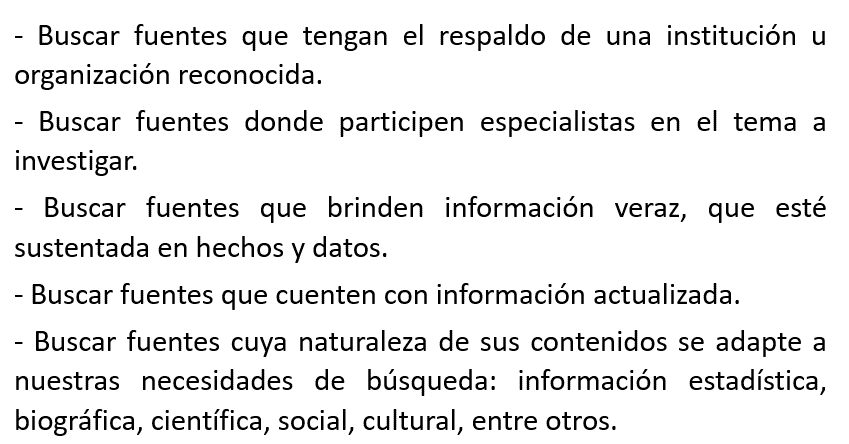 - Buscar fuentes que tengan el respaldo de una institución u
organización reconocida.
- Buscar fuentes donde participen especialistas en el tema a
investigar.
- Buscar fuentes que brinden información veraz, que esté
sustentada en hechos y datos.
- Buscar fuentes que cuenten con información actualizada.
- Buscar fuentes cuya naturaleza de sus contenidos se adapte a
nuestras necesidades de búsqueda: información estadística,
biográfica, científica, social, cultural, entre otros.